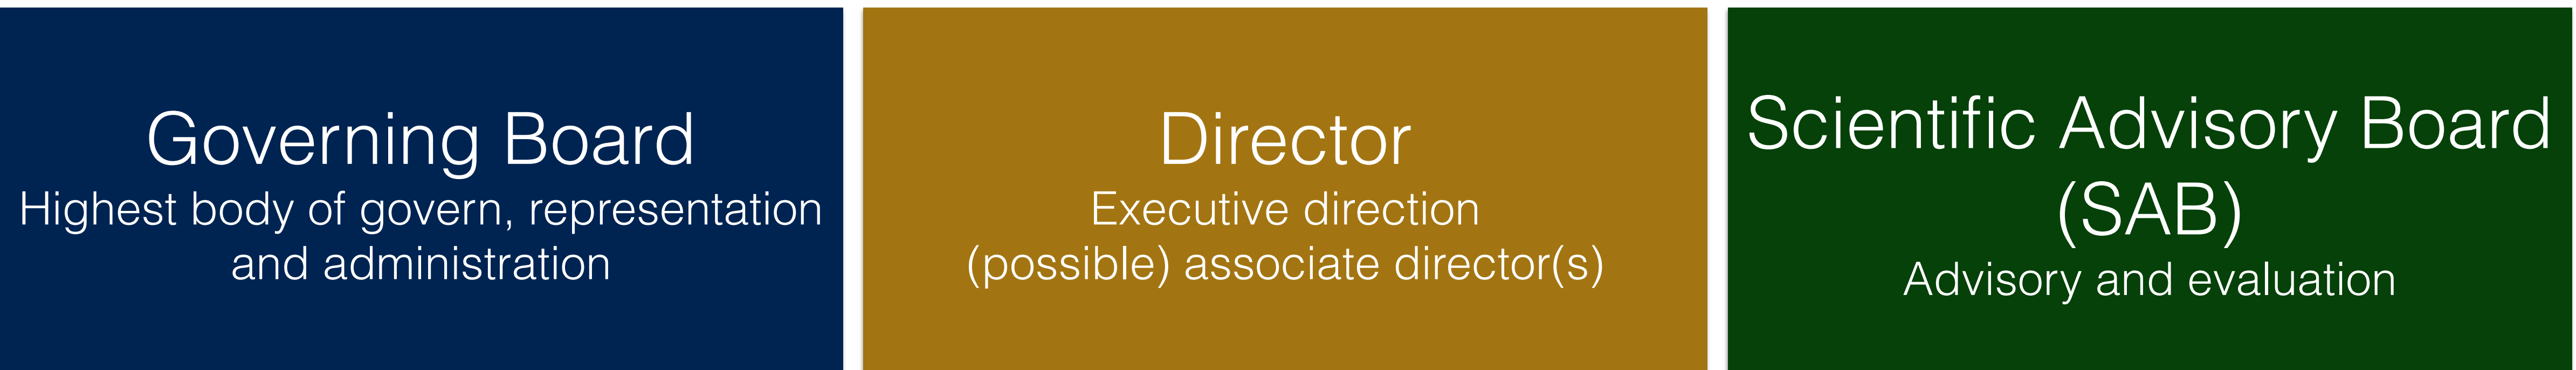 Governing Board
Highest body of govern, representation
and administration
Director
Executive direction
(possible) associate director(s)
Scientific Advisory Board
(SAB)
Advisory and evaluation